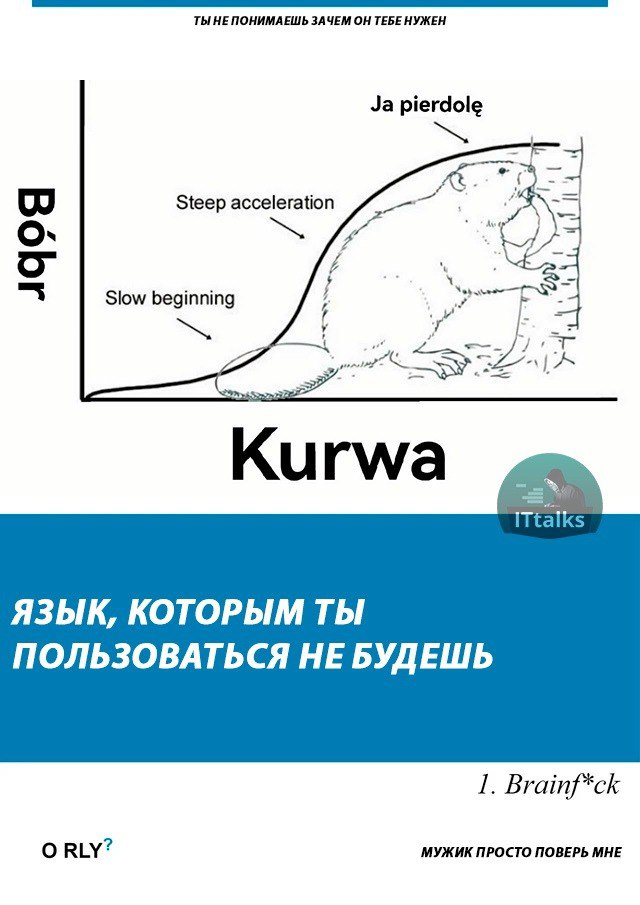 ТЫ НЕ ПОНИМАЕШЬ ЗАЧЕМ ОН ТЕБЕ НУЖЕН
Ja pierdolę
Steep acceleration
Slow beginning
Bóbr
Kurwa
ITtalks
ЯЗЫК, КОТОРЫМ ТЫ
ПОЛЬЗОВАТЬСЯ НЕ БУДЕШЬ
1. Brainf*ck
O RLY?
МУЖИК ПРОСТО ПОВЕРЬ МНЕ